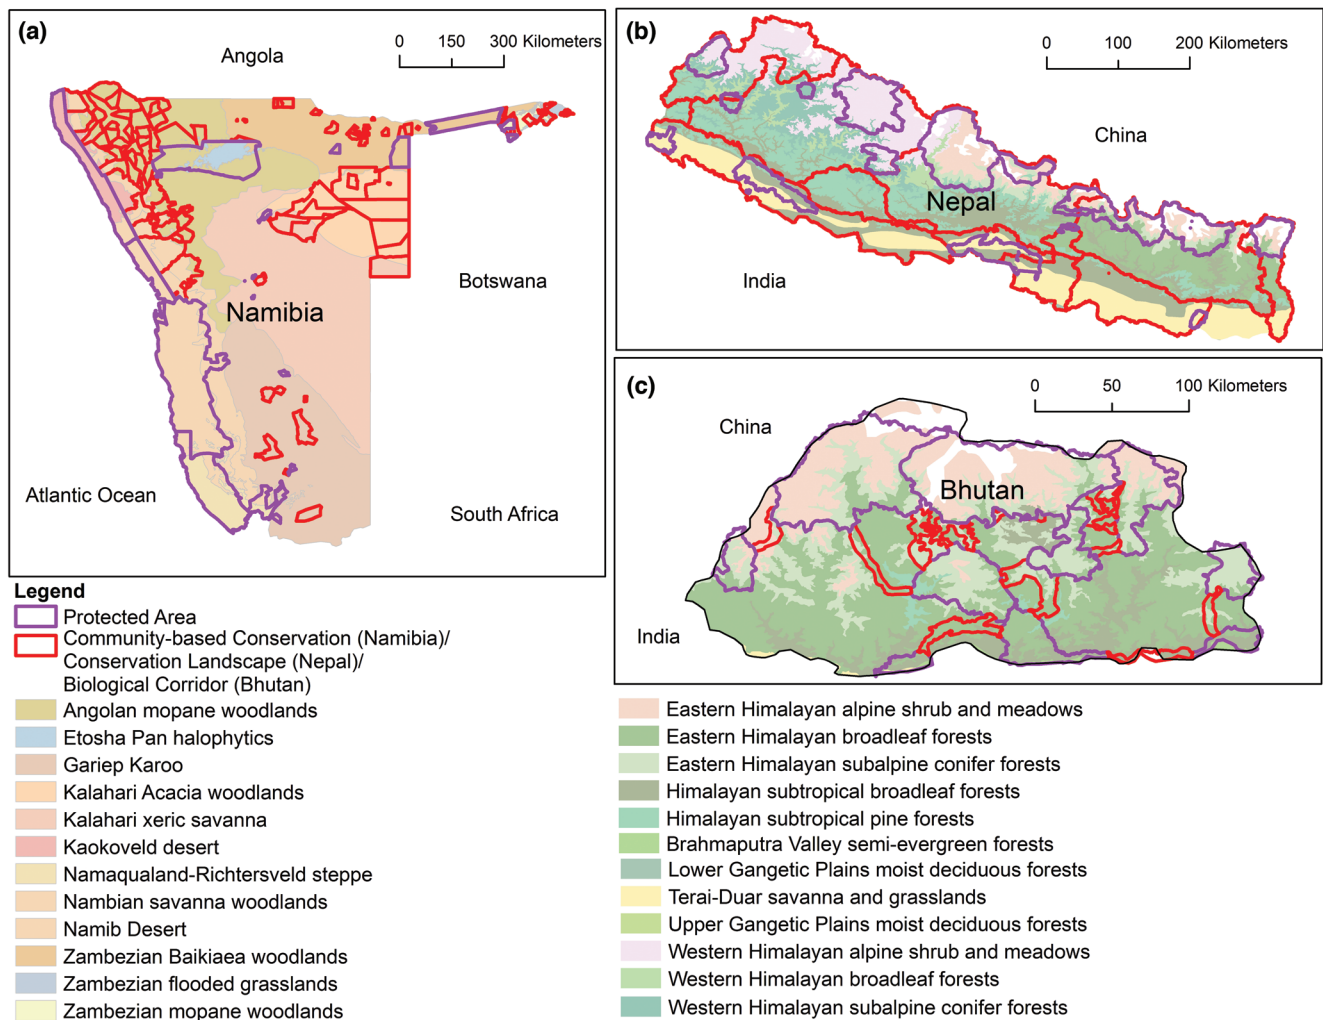 (a)
Angola
0 150 300 Kilometers
Namibia
Botswana
Atlantic Ocean
South Africa
(b)
0 100 200 Kilometers
China
Nepal
India
(c)
0 50 100 Kilometers
China
Bhutan
India
Legend
Protected Area
Community-based Conservation (Namibia)/
Conservation Landscape (Nepal)/
Biological Corridor (Bhutan)
Angolan mopane woodlands
Etosha Pan halophytics
Gariep Karoo
Kalahari Acacia woodlands
Kalahari xeric savanna
Kaokoveld desert
Namaqualand-Richtersveld steppe
Nambian savanna woodlands
Namib Desert
Zambezian Baikiaea woodlands
Zambezian flooded grasslands
Zambezian mopane woodlands
Eastern Himalayan alpine shrub and meadows
Eastern Himalayan broadleaf forests
Eastern Himalayan subalpine conifer forests
Himalayan subtropical broadleaf forests
Himalayan subtropical pine forests
Brahmaputra Valley semi-evergreen forests
Lower Gangetic Plains moist deciduous forests
Terai-Duar savanna and grasslands
Upper Gangetic Plains moist deciduous forests
Western Himalayan alpine shrub and meadows
Western Himalayan broadleaf forests
Western Himalayan subalpine conifer forests